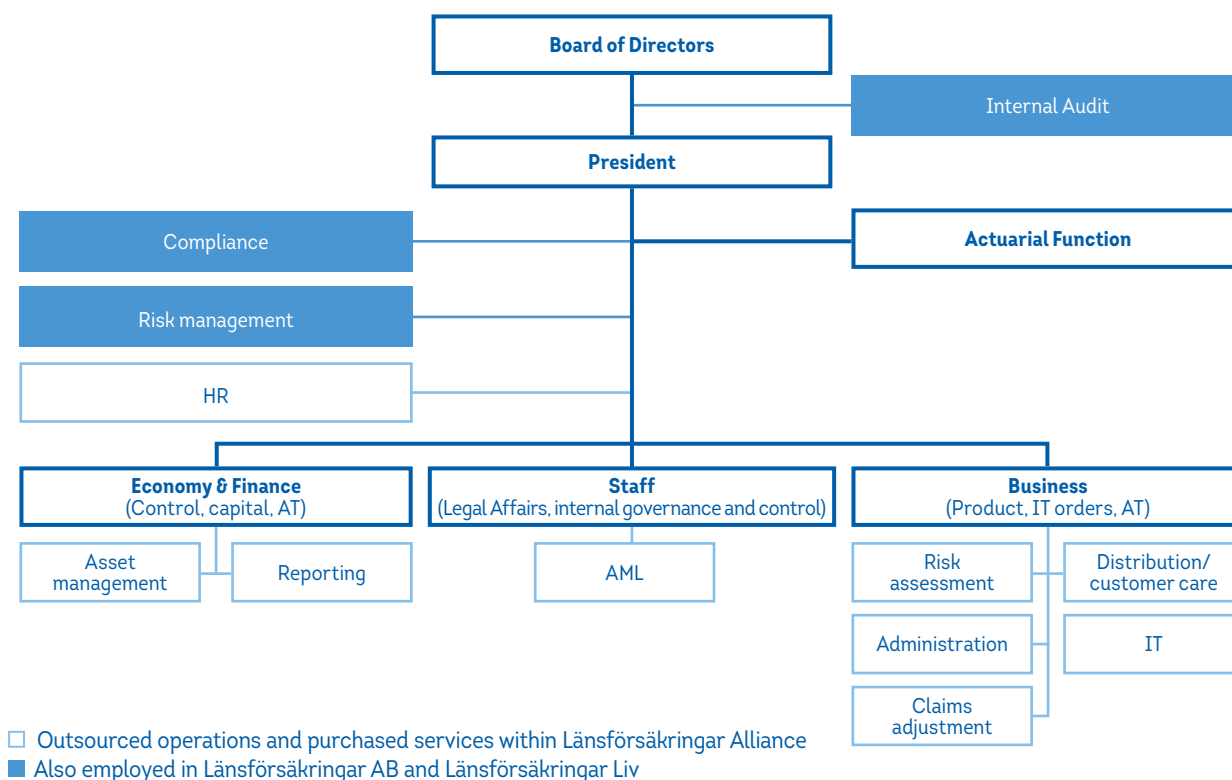 Board of Directors
Internal Audit
President
Compliance
Actuarial Function
Risk management
HR
Economy & Finance
(Control, capital, AT)
Staff
(Legal Affairs, internal governance and control)
Business
(Product, IT orders, AT)
Asset
management
Reporting
AML
Risk
assessment
Distribution/
customer care
Administration
IT
Claims
adjustment
Outsourced operations and purchased services within Länsförsäkringar Alliance
Also employed in Länsförsäkringar AB and Länsförsäkringar Liv